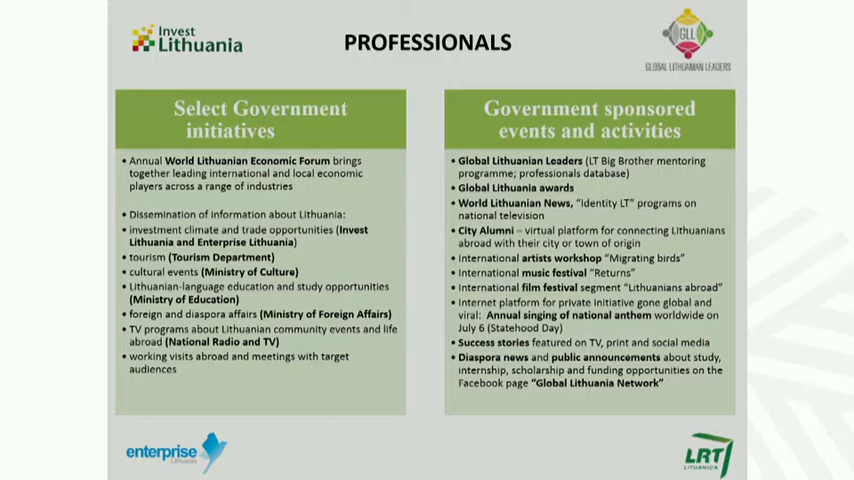 Invest
Lithuania
PROFESSIONALS
GLL
GLOBAL LITHUANIAN LEADERS
Select Government
initiatives
• Annual World Lithuanian Economic Forum brings
together leading international and local economic
players across a range of industries
• Dissemination of Information about Lithuania:
• investment climate and trade opportunities (Invest
Lithuania and Enterprise Lithuania)
• tourism (Tourism Department)
• cultural events (Ministry of Culture)
• Lithuanian-language education and study opportunities
(Ministry of Education)
• foreign and diaspora affairs (Ministry of Foreign Affairs)
• TV programs about Lithuanian community events and life
abroad (National Radio and TV)
• working visits abroad and meetings with target
audiences
Government sponsored
events and activities
• Global Lithuanian Leaders (LT Big Brother mentoring
programme; professionals database)
• Global Lithuania awards
• World Lithuanian News, “Identity LT” programs on
national television
• City Alumni – virtual platform for connecting Lithuanians
abroad with their city or town of origin
• International artists workshop “Migrating birds”
• International music festival “Returns”
• International film festival segment “Lithuanians abroad”
• Internet platform for private initiative gone global and
viral: Annual singing of national anthem worldwide on
July 6 (Statehood Day)
• Success stories featured on TV, print and social media
• Diaspora news and public announcements about study,
internship, scholarship and funding opportunities on the
Facebook page “Global Lithuania Network”
enterprise
Lithuania
LRT
LITUANICA